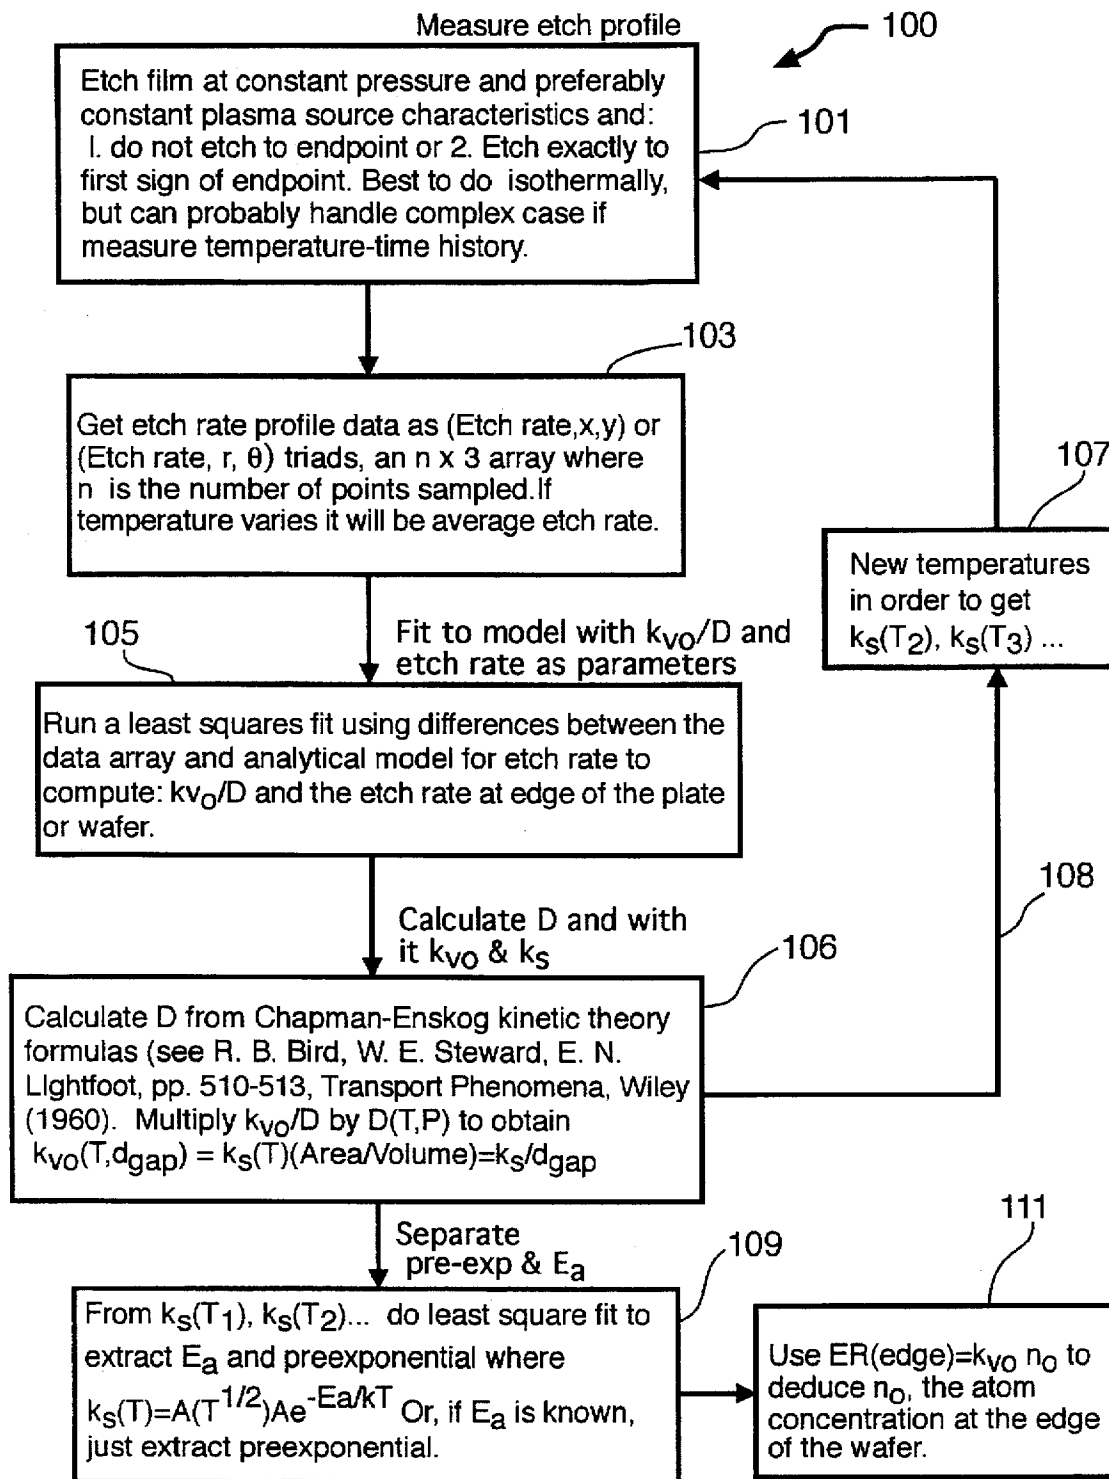 Measure etch profile
100
Etch film at constant pressure and preferably
constant plasma source characteristics and:
I. do not etch to endpoint or 2. Etch exactly to
first sign of endpoint. Best to do isothermally,
but can probably handle complex case if
measure temperature-time history.
101
103
Get etch rate profile data as (Etch rate,x,y) or
(Etch rate, r, θ) triads, an n x 3 array where
n is the number of points sampled.If
temperature varies it will be average etch rate.
107
New temperatures
in order to get
ks(T2), ks(T3) ...
105
Fit to model with kvo/D and
etch rate as parameters
Run a least squares fit using differences between the
data array and analytical model for etch rate to
compute: kvo/D and the etch rate at edge of the plate
or wafer.
108
Calculate D and with
it kvo & ks
106
Calculate D from Chapman-Enskog kinetic theory
formulas (see R. B. Bird, W. E. Steward, E. N.
LIghtfoot, pp. 510-513, Transport Phenomena, Wiley
(1960). Multiply kvo/D by D(T,P) to obtain
kvo(T,dgap) = ks(T)(Area/Volume)=ks/dgap
Separate
pre-exp & Ea
109
111
From ks(T1), ks(T2)... do least square fit to
extract Ea and preexponential where
ks(T)=A(T^1/2)Ae^-Ea/kT Or, if Ea is known,
just extract preexponential.
Use ER(edge)=kvo no to
deduce no, the atom
concentration at the edge
of the wafer.